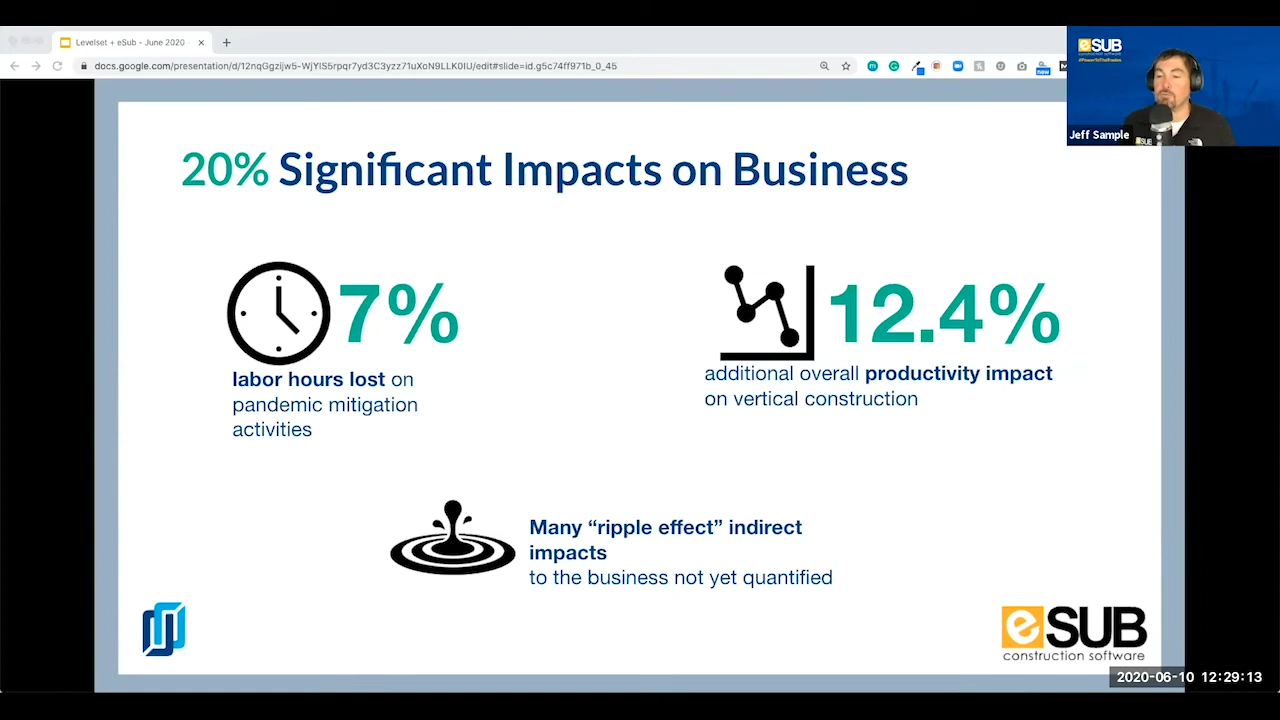 Levelset + eSub - June 2020
docs.google.com/presentation/d/12nqGgzijw5-WjYlS5rpqr7yd3CSyzz71uXoN9LLK0IU/edit#slide=id.g5c74ff971b_0_45
new
eSUB
#PowerToTheTrades
Jeff Sample
20% Significant Impacts on Business
7%
labor hours lost on
pandemic mitigation
activities
12.4%
additional overall productivity impact
on vertical construction
Many “ripple effect” indirect
impacts
to the business not yet quantified
eSUB
construction software
2020-06-10 12:29:13